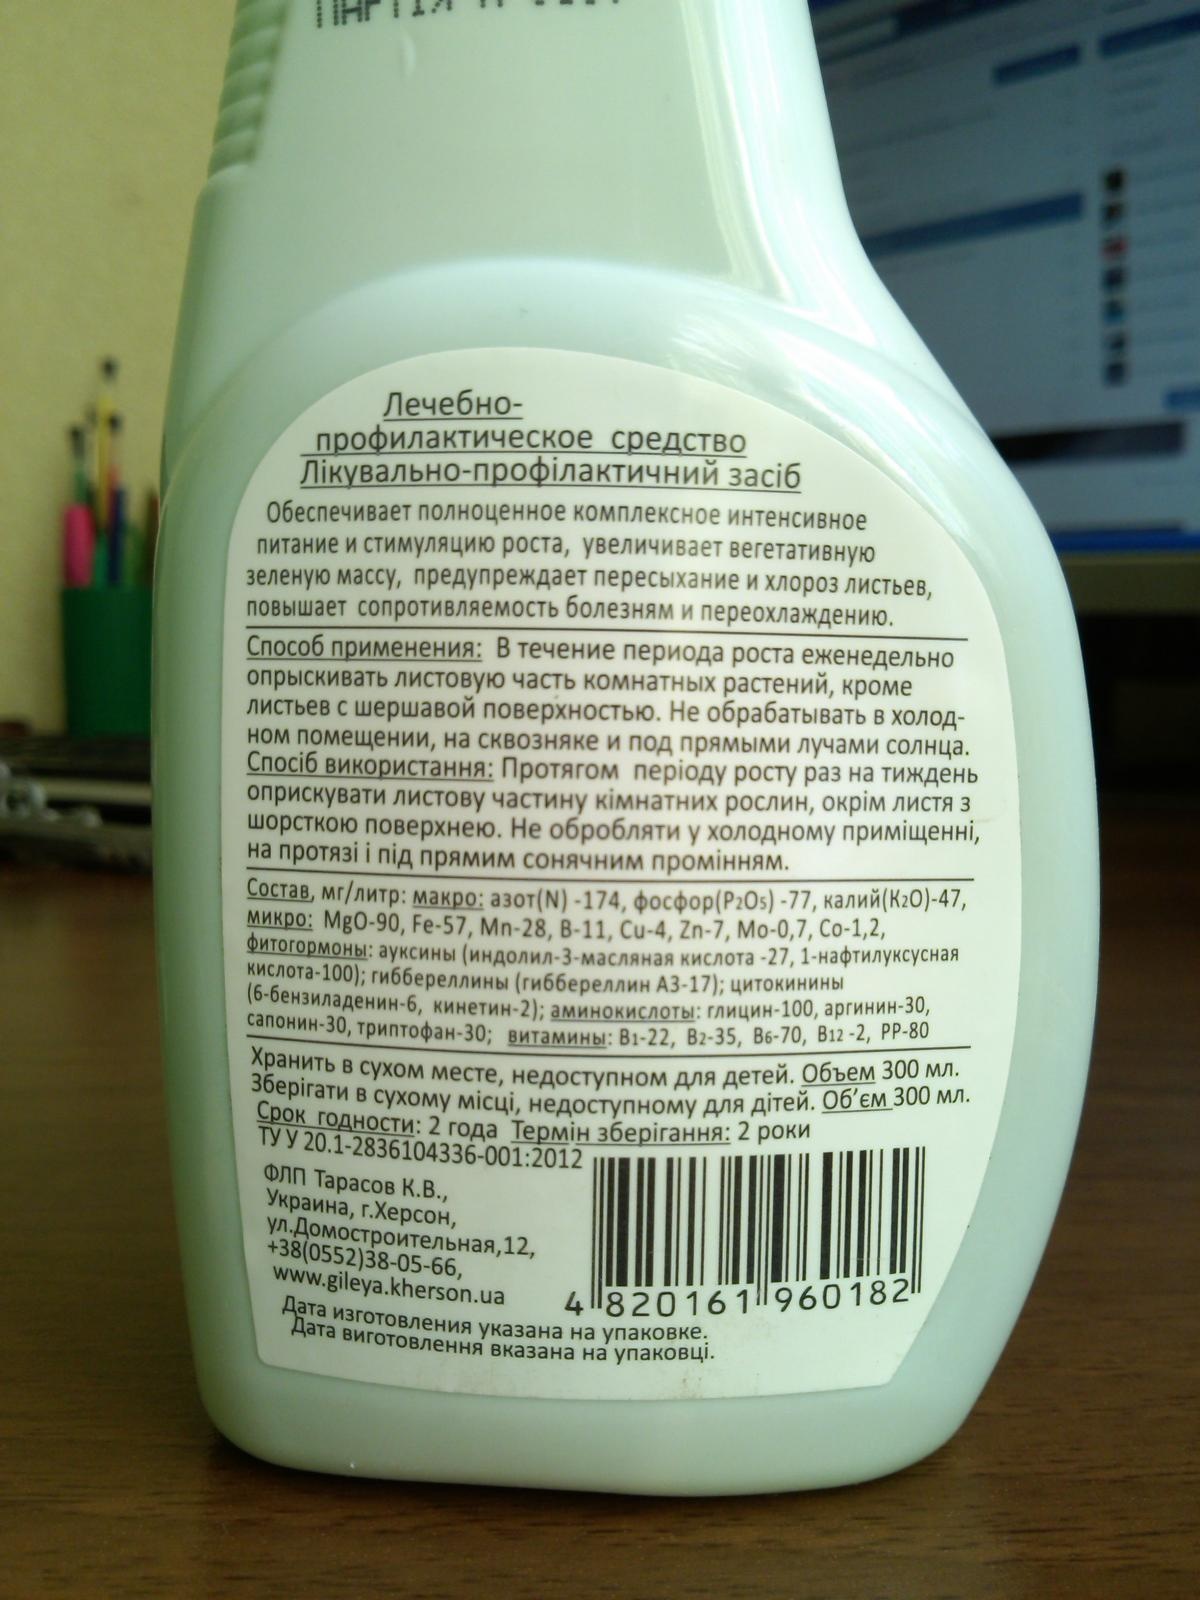 Лечебно-
профилактическое средство
Лікувально-профілактичний засіб
Обеспечивает полноценное комплексное интенсивное
питание и стимуляцию роста, увеличивает вегетативную
зеленую массу, предупреждает пересыхание и хлороз листьев,
повышает сопротивляемость болезням и переохлаждению.
Способ применения: В течение периода роста еженедельно
опрыскивать листовую часть комнатных растений, кроме
листьев с шершавой поверхностью. Не обрабатывать в холод-
ном помещении, на сквозняке и под прямыми лучами солнца.
Спосіб використання: Протягом періоду росту раз на тиждень
оприскувати листову частину кімнатних рослин, окрім листя з
шорсткою поверхнею. Не обробляти у холодному приміщенні,
на протязі і під прямим сонячним промінням.
Состав, мг/литр: макро: азот(N) -174, фосфор(P₂O₅) -77, калий(K₂O)-47,
микро: MgO-90, Fe-57, Mn-28, B-11, Cu-4, Zn-7, Mo-0,7, Co-1,2,
фитогормоны: ауксины (индолил-3-масляная кислота -27, 1-нафтилуксусная
кислота-100); гиббереллины (гиббереллин А3-17); цитокинины
(6-бензиладенин-6, кинетин-2); аминокислоты: глицин-100, аргинин-30,
сапонин-30, триптофан-30; витамины: B₁-22, B₂-35, B₆-70, B₁₂ -2, PP-80
Хранить в сухом месте, недоступном для детей. Объем 300 мл.
Зберігати в сухому місці, недоступному для дітей. Об'єм 300 мл.
Срок годности: 2 года Термін зберігання: 2 роки
ТУ У 20.1-2836104336-001:2012
ФЛП Тарасов К.В.,
Украина, г.Херсон,
ул.Домостроительная,12,
+38(0552)38-05-66,
www.gileya.kherson.ua
4 820161 960182
Дата изготовления указана на упаковке.
Дата виготовлення вказана на упаковці.